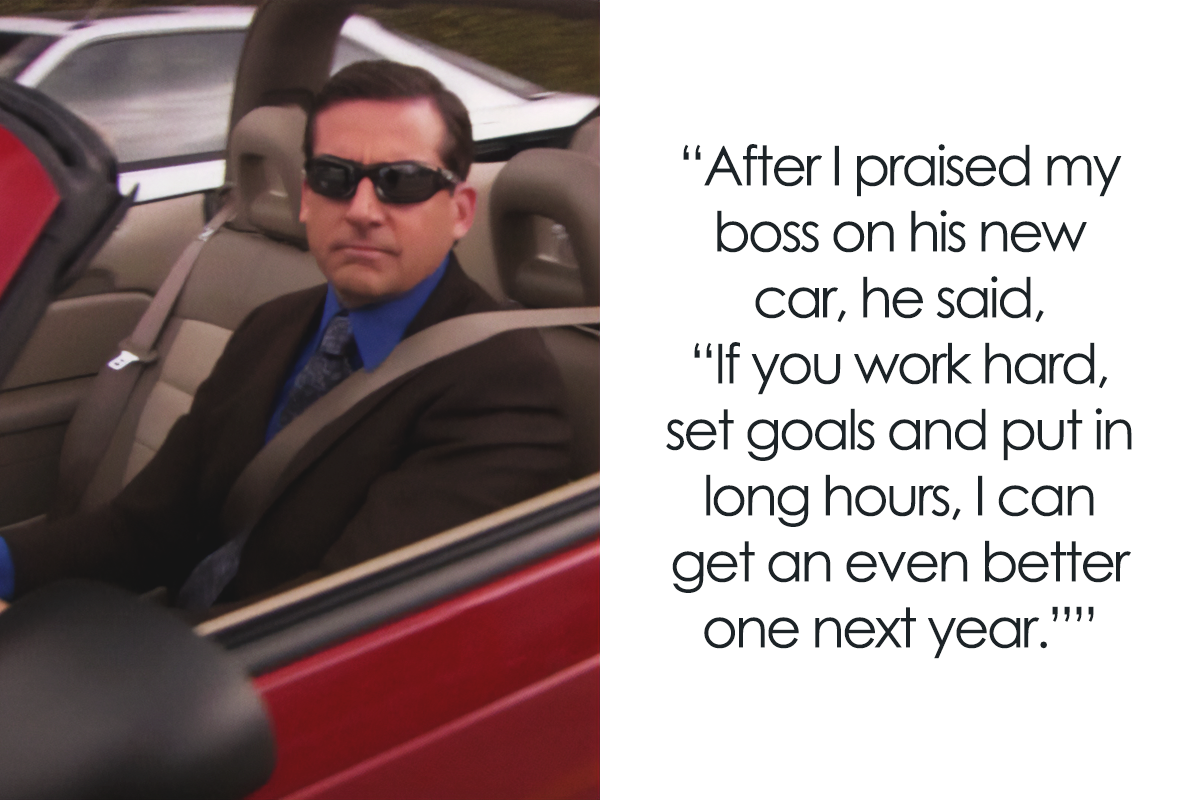 “After I praised my
boss on his new
car, he said,
“If you work hard,
set goals and put in
long hours, I can
get an even better
one next year.”””